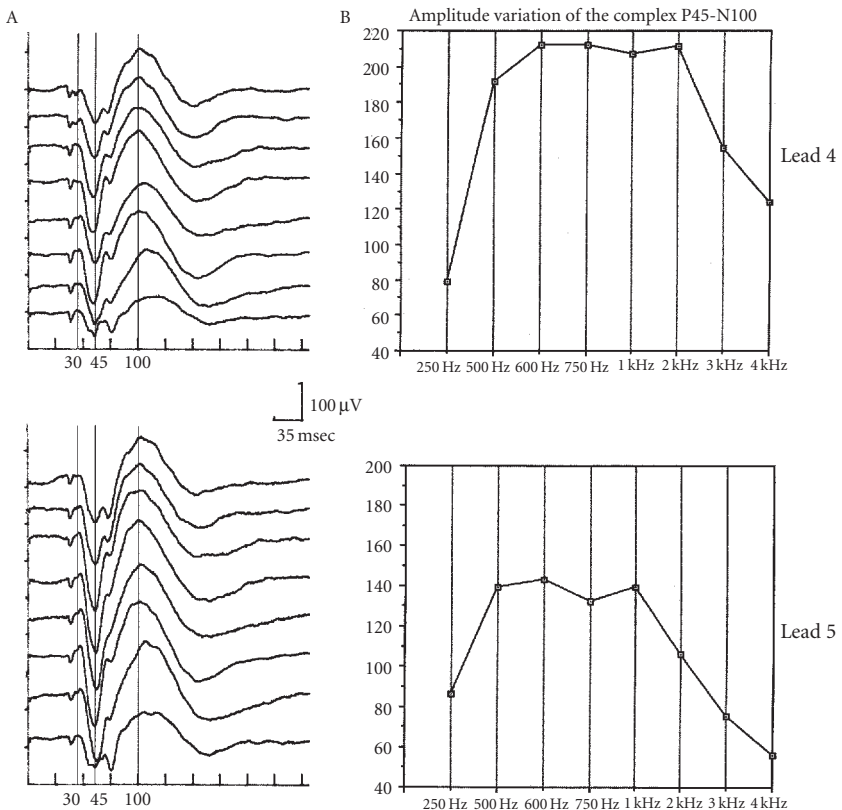 A
B
Amplitude variation of the complex P45-N100
220
200
180
160
140
120
100
80
60
40
250 Hz 500 Hz 600 Hz 750 Hz 1 kHz 2 kHz 3 kHz 4 kHz
Lead 4
30 45 100
100 µV
35 msec
200
180
160
140
120
100
80
60
40
250 Hz 500 Hz 600 Hz 750 Hz 1 kHz 2 kHz 3 kHz 4 kHz
Lead 5
30 45 100